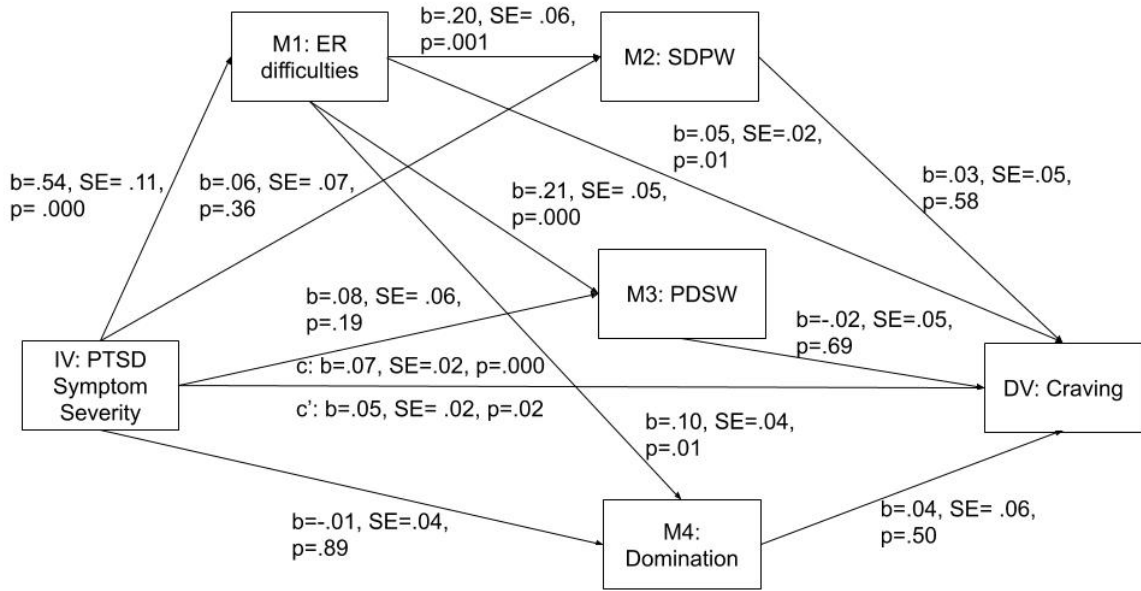 b=.20, SE= .06,
p=.001
M1: ER
difficulties
M2: SDPW
b=.05, SE=.02,
p=.01
b=.54, SE= .11,
p= .000
b=.06, SE= .07,
p=.36
b=.21, SE= .05,
p=.000
b=.03, SE=.05,
p=.58
M3: PDSW
b=.08, SE= .06,
p=.19
b=-.02, SE=.05,
p=.69
IV: PTSD
Symptom
Severity
c: b=.07, SE=.02, p=.000
c’: b=.05, SE= .02, p=.02
DV: Craving
b=.10, SE=.04,
p=.01
b=-.01, SE=.04,
p=.89
M4:
Domination
b=.04, SE= .06,
p=.50